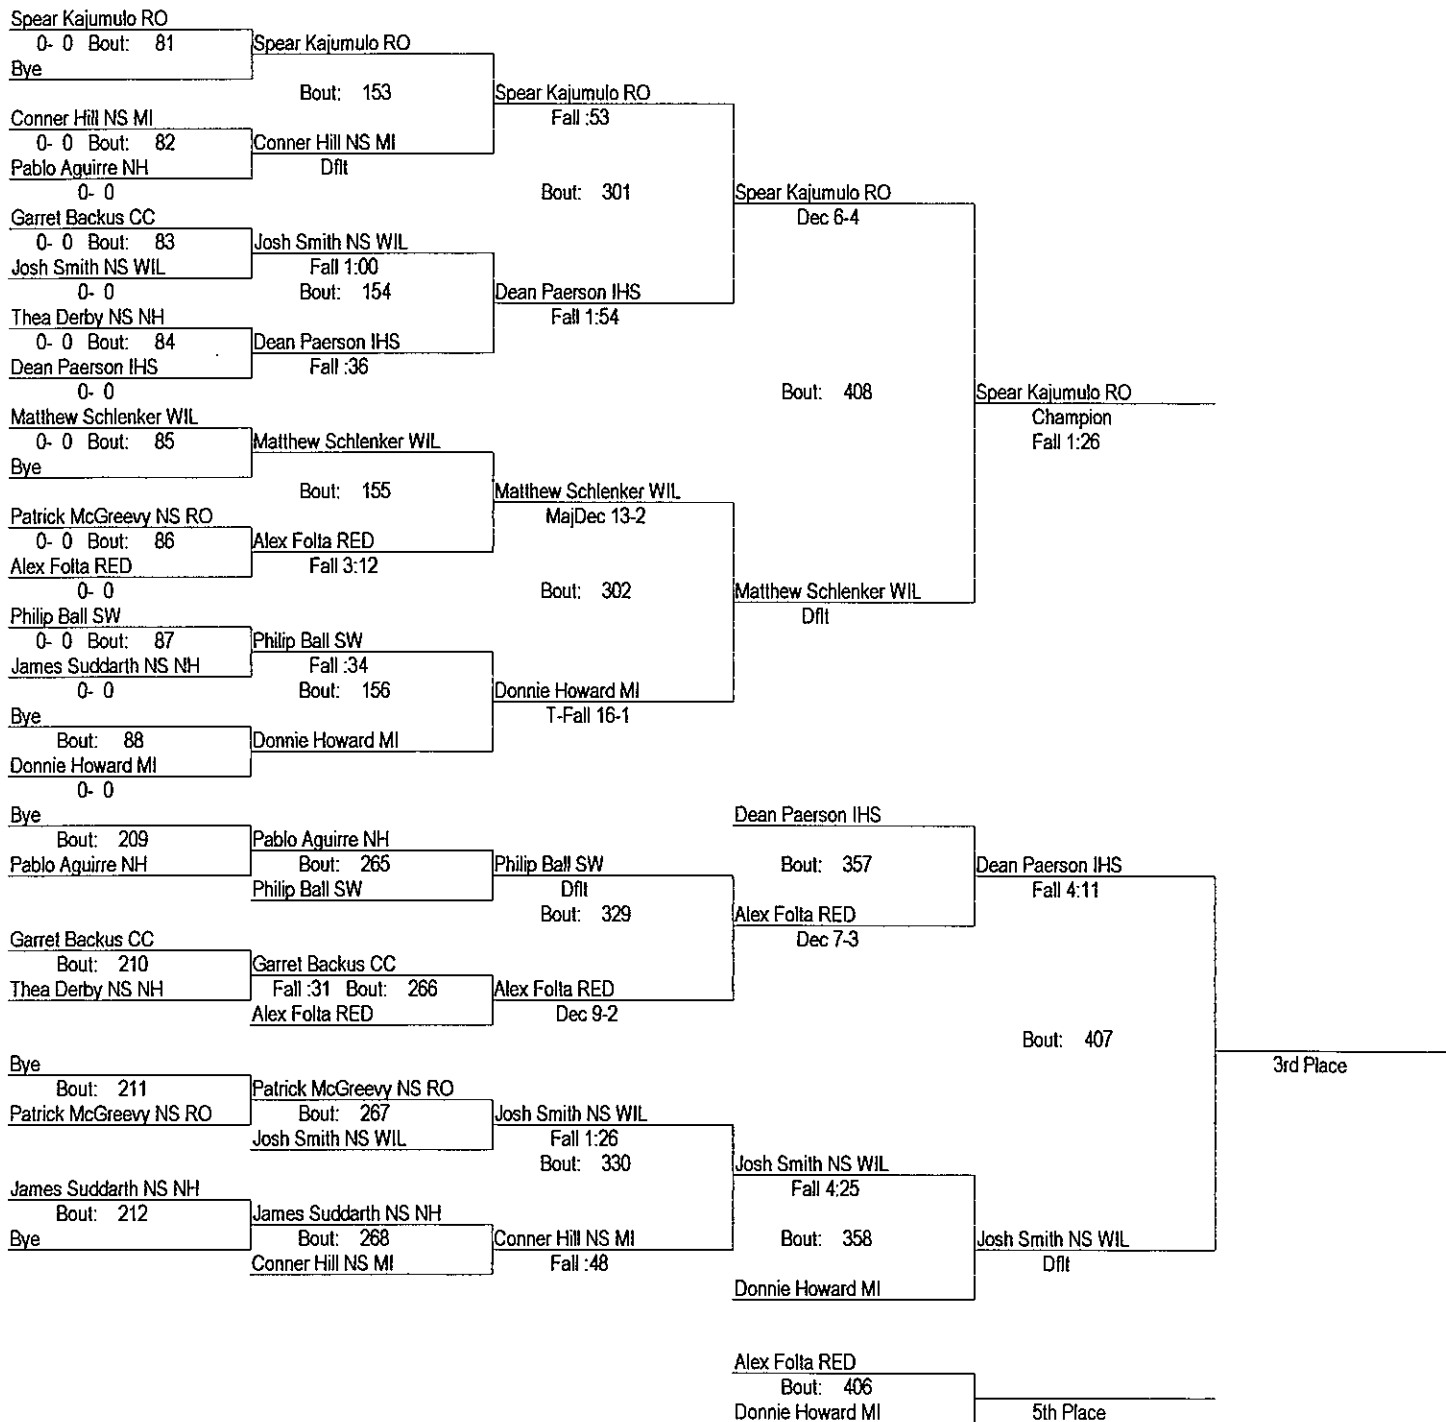 Spear Kajumulo RO
0- 0 Bout: 81
Bye
Conner Hill NS MI
0- 0 Bout: 82
Pablo Aguirre NH
0- 0
Garret Backus CC
0- 0 Bout: 83
Josh Smith NS WIL
0- 0
Thea Derby NS NH
0- 0 Bout: 84
Dean Paerson IHS
0- 0
Matthew Schlenker WIL
0- 0 Bout: 85
Bye
Patrick McGreevy NS RO
0- 0 Bout: 86
Alex Folta RED
0- 0
Philip Ball SW
0- 0 Bout: 87
James Suddarth NS NH
0- 0
Bye
Bout: 88
Donnie Howard MI
0- 0
Spear Kajumulo RO
Bout: 153
Conner Hill NS MI
Dflt
Josh Smith NS WIL
Fall 1:00
Bout: 154
Dean Paerson IHS
Fall :36
Matthew Schlenker WIL
Bout: 155
Alex Folta RED
Fall 3:12
Philip Ball SW
Fall :34
Bout: 156
Donnie Howard MI
Spear Kajumulo RO
Fall :53
Bout: 301
Dean Paerson IHS
Fall 1:54
Matthew Schlenker WIL
MajDec 13-2
Bout: 302
Donnie Howard MI
T-Fall 16-1
Spear Kajumulo RO
Dec 6-4
Bout: 408
Matthew Schlenker WIL
Dflt
Spear Kajumulo RO
Champion
Fall 1:26
Bye
Bout: 209
Pablo Aguirre NH
Garret Backus CC
Bout: 210
Thea Derby NS NH
Bye
Bout: 211
Patrick McGreevy NS RO
James Suddarth NS NH
Bout: 212
Bye
Pablo Aguirre NH
Bout: 265
Philip Ball SW
Garret Backus CC
Fall :31 Bout: 266
Alex Folta RED
Patrick McGreevy NS RO
Bout: 267
Josh Smith NS WIL
James Suddarth NS NH
Bout: 268
Conner Hill NS MI
Philip Ball SW
Dflt
Bout: 329
Alex Folta RED
Dec 9-2
Josh Smith NS WIL
Fall 1:26
Bout: 330
Conner Hill NS MI
Fall :48
Dean Paerson IHS
Bout: 357
Alex Folta RED
Dec 7-3
Josh Smith NS WIL
Fall 4:25
Bout: 358
Donnie Howard MI
Dean Paerson IHS
Fall 4:11
Bout: 407
Josh Smith NS WIL
Dflt
3rd Place
Alex Folta RED
Bout: 406
Donnie Howard MI
5th Place